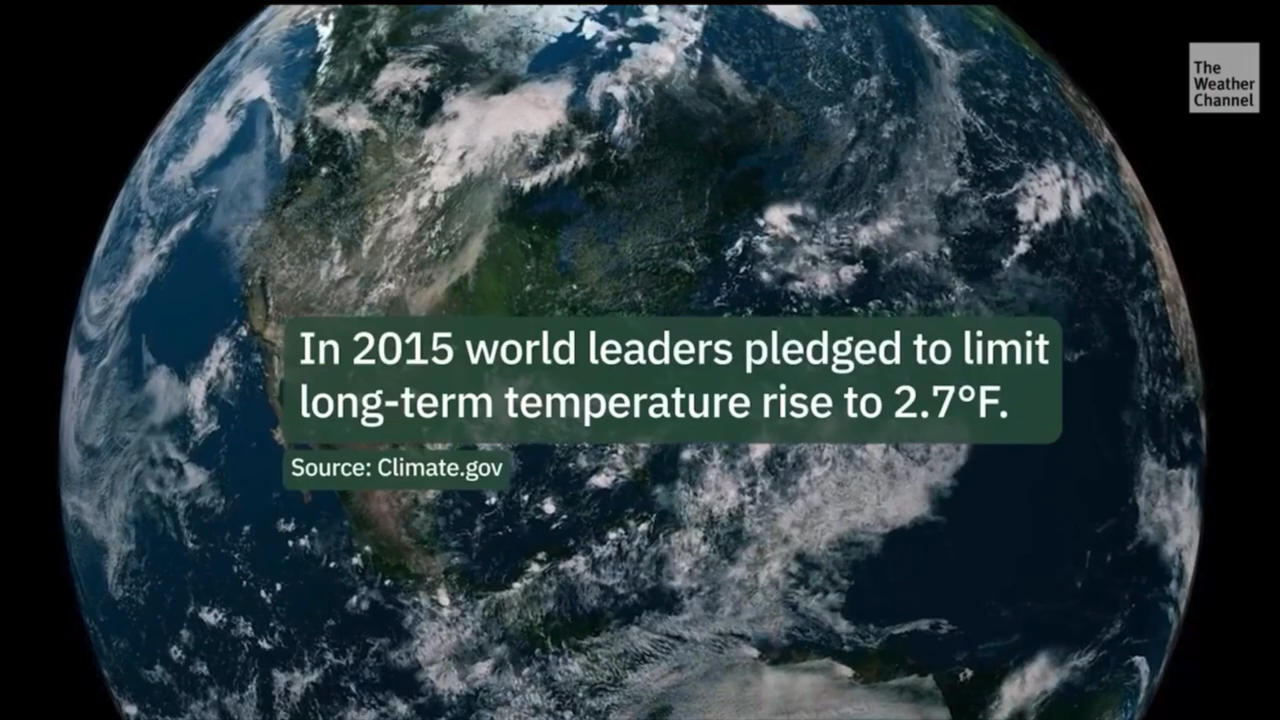 The
Weather
Channel
In 2015 world leaders pledged to limit
long-term temperature rise to 2.7°F.
Source: Climate.gov